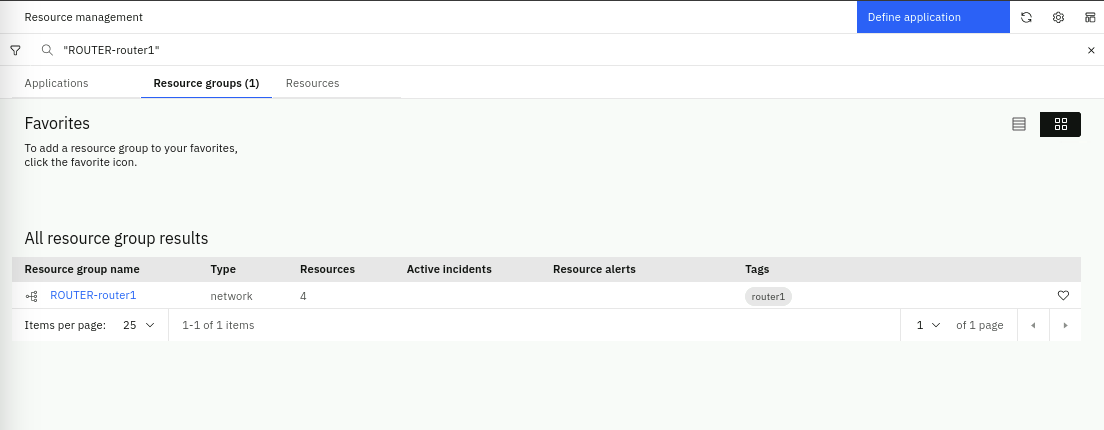 Resource management
Define application
"ROUTER-router1"
Applications
Resource groups (1)
Resources
Favorites
To add a resource group to your favorites,
click the favorite icon.
All resource group results
Resource group name Type Resources Active incidents Resource alerts Tags
ROUTER-router1 network 4 router1
Items per page: 25 1-1 of 1 items 1 of 1 page